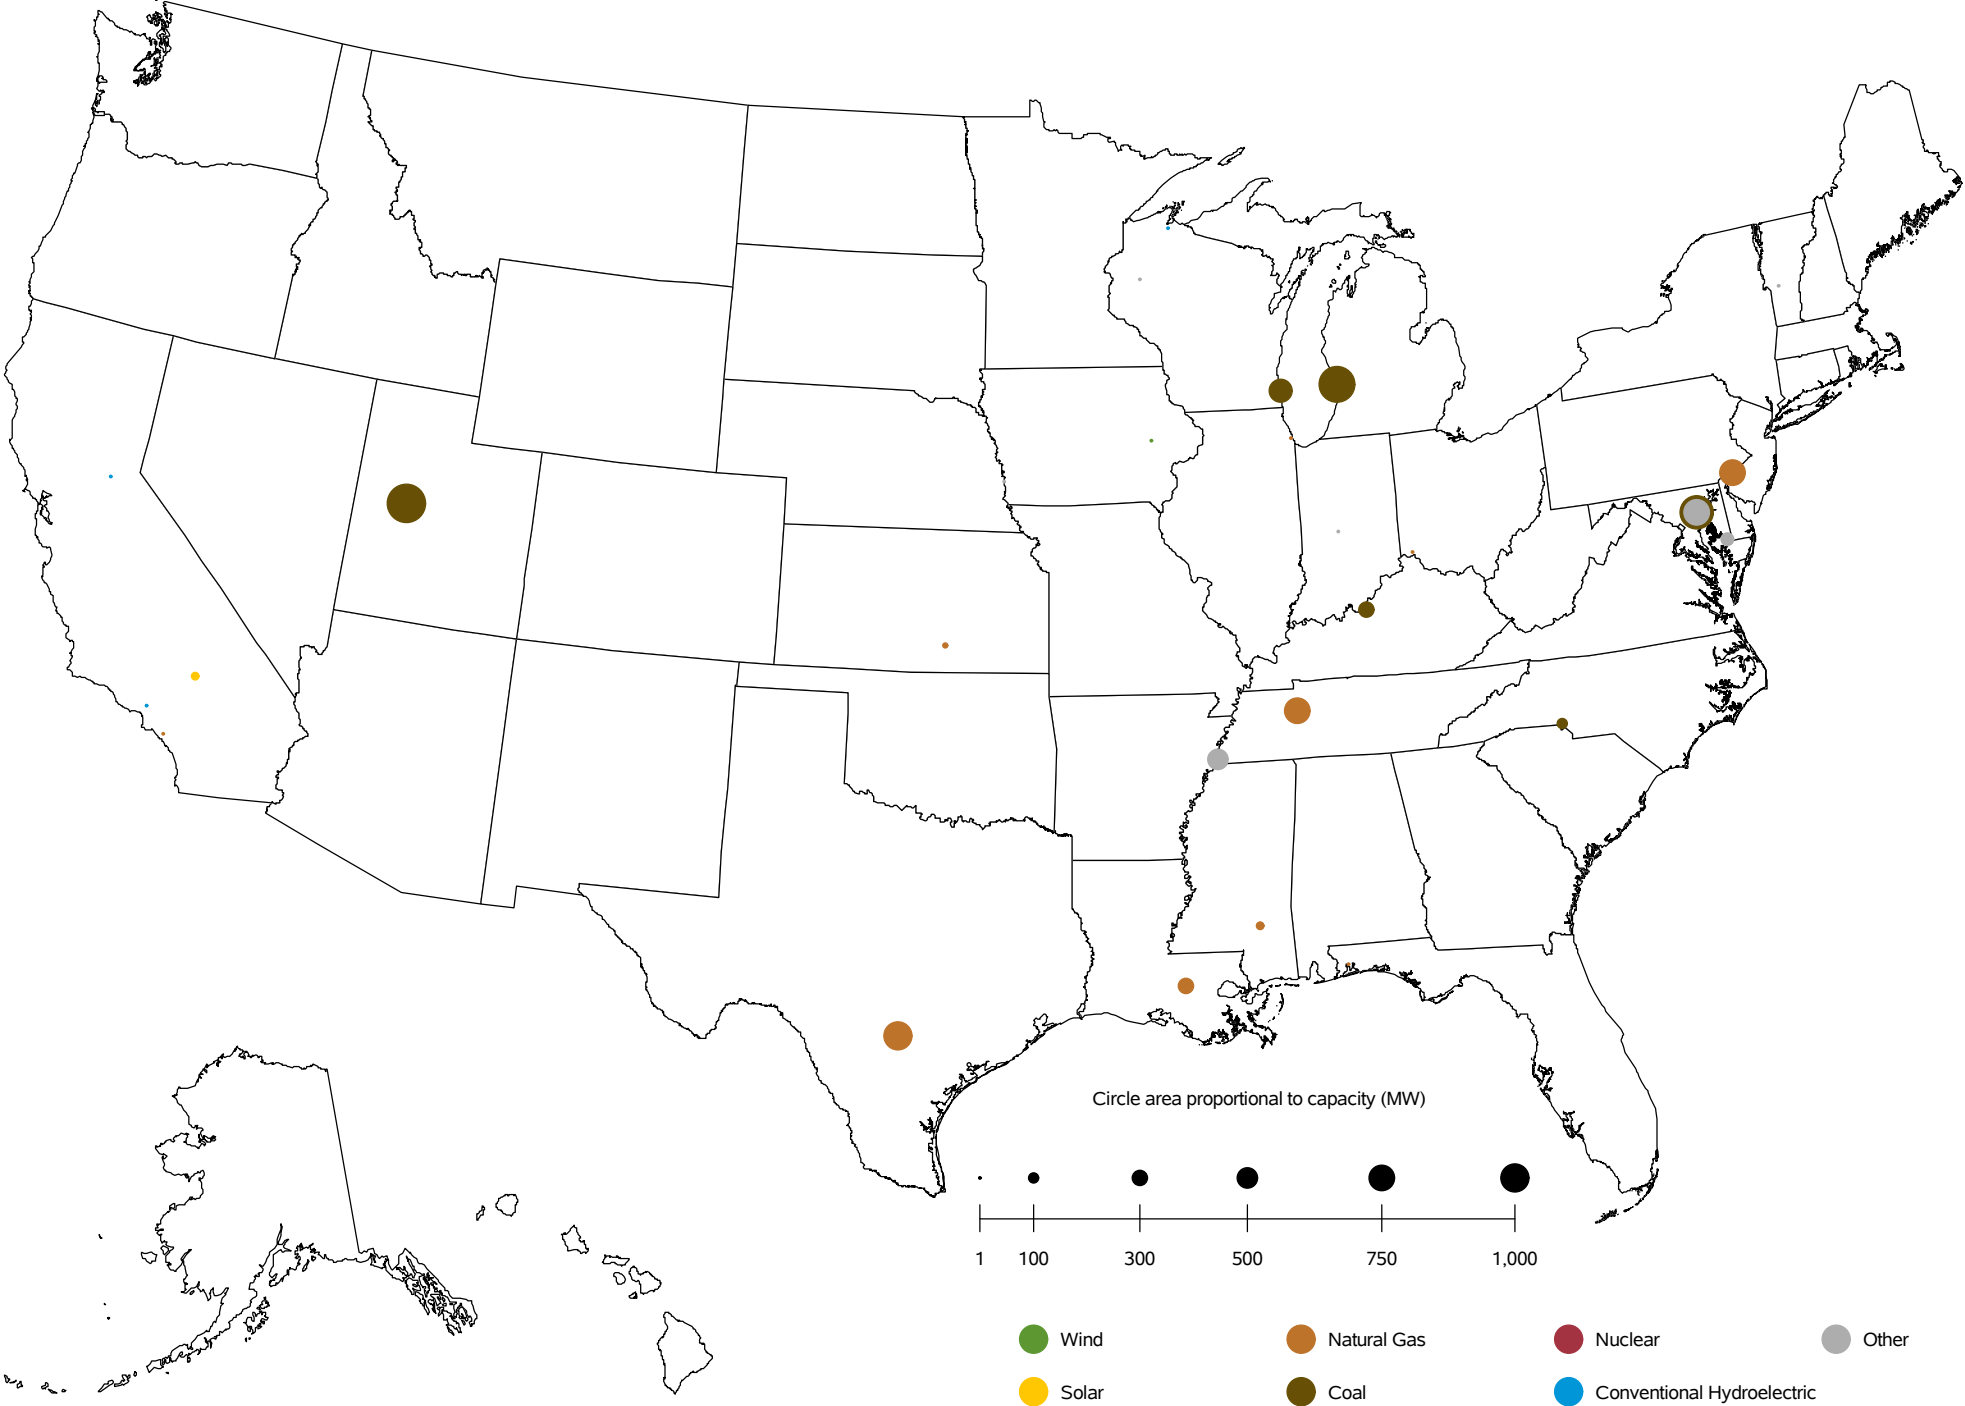 Circle area proportional to capacity (MW)
1 100 300 500 750 1,000
Wind Natural Gas Nuclear Other
Solar Coal Conventional Hydroelectric